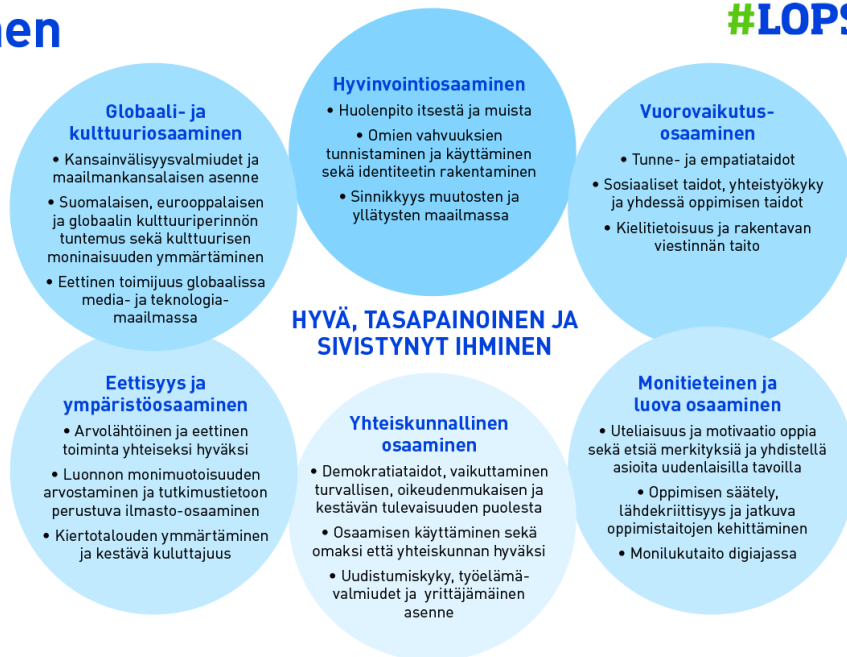 nen
#LOPS
Hyvinvointiosaaminen
• Huolenpito itsestä ja muista
• Omien vahvuuksien
tunnistaminen ja käyttäminen
sekä identiteetin rakentaminen
• Sinnikkyys muutosten ja
yllätysten maailmassa
Globaali- ja
kulttuuriosaaminen
• Kansainvälisyysvalmiudet ja
maailmankansalaisen asenne
• Suomalaisen, eurooppalaisen
ja globaalin kulttuuriperinnön
tuntemus sekä kulttuurisen
moninaisuuden ymmärtäminen
• Eettinen toimijuus globaalissa
media- ja teknologia-
maailmassa
Vuorovaikutus-
osaaminen
• Tunne- ja empatiataidot
• Sosiaaliset taidot, yhteistyökyky
ja yhdessä oppimisen taidot
• Kielitietoisuus ja rakentavan
viestinnän taito
HYVÄ, TASAPAINOINEN JA
SIVISTYNYT IHMINEN
Eettisyys ja
ympäristöosaaminen
• Arvolähtöinen ja eettinen
toiminta yhteiseksi hyväksi
• Luonnon monimuotoisuuden
arvostaminen ja tutkimustietoon
perustuva ilmasto-osaaminen
• Kiertotalouden ymmärtäminen
ja kestävä kuluttajuus
Yhteiskunnallinen
osaaminen
• Demokratiataidot, vaikuttaminen
turvallisen, oikeudenmukaisen ja
kestävän tulevaisuuden puolesta
• Osaamisen käyttäminen sekä
omaksi että yhteiskunnan hyväksi
• Uudistumiskyky, työelämä-
valmiudet ja yrittäjämäinen
asenne
Monitieteinen ja
luova osaaminen
• Uteliaisuus ja motivaatio oppia
sekä etsiä merkityksiä ja yhdistellä
asioita uudenlaisilla tavoilla
• Oppimisen säätely,
lähdekriittisyys ja jatkuva
oppimistaitojen kehittäminen
• Monilukutaito digiajassa